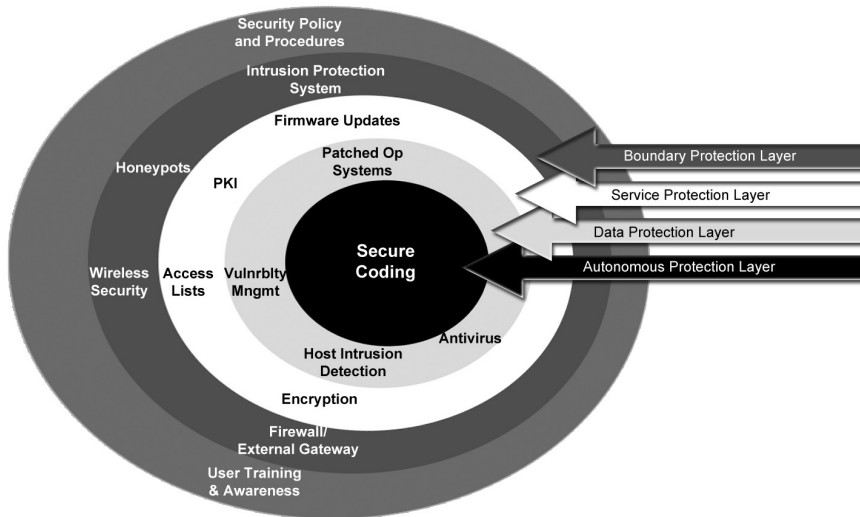 Security Policy
and Procedures
Intrusion Protection
System
Firmware Updates
Patched Op
Systems
Honeypots
PKI
Boundary Protection Layer
Service Protection Layer
Data Protection Layer
Autonomous Protection Layer
Secure
Coding
Wireless
Security
Access
Lists
Vulnrblty
Mngmt
Antivirus
Host Intrusion
Detection
Encryption
Firewall/
External Gateway
User Training
& Awareness